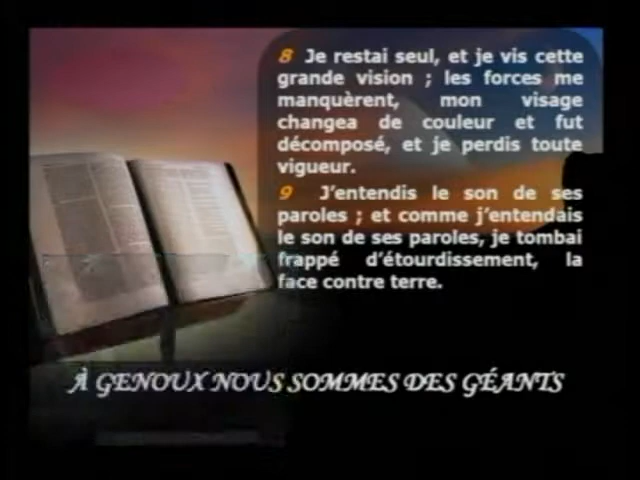 8 Je restai seul, et je vis cette
grande vision ; les forces me
manquèrent, mon visage
changea de couleur et fut
décomposé, et je perdis toute
vigueur.
9 J'entendis le son de ses
paroles ; et comme j'entendais
le son de ses paroles, je tombai
frappé d'étourdissement, la
face contre terre.
À GENOUX NOUS SOMMES DES GÉANTS